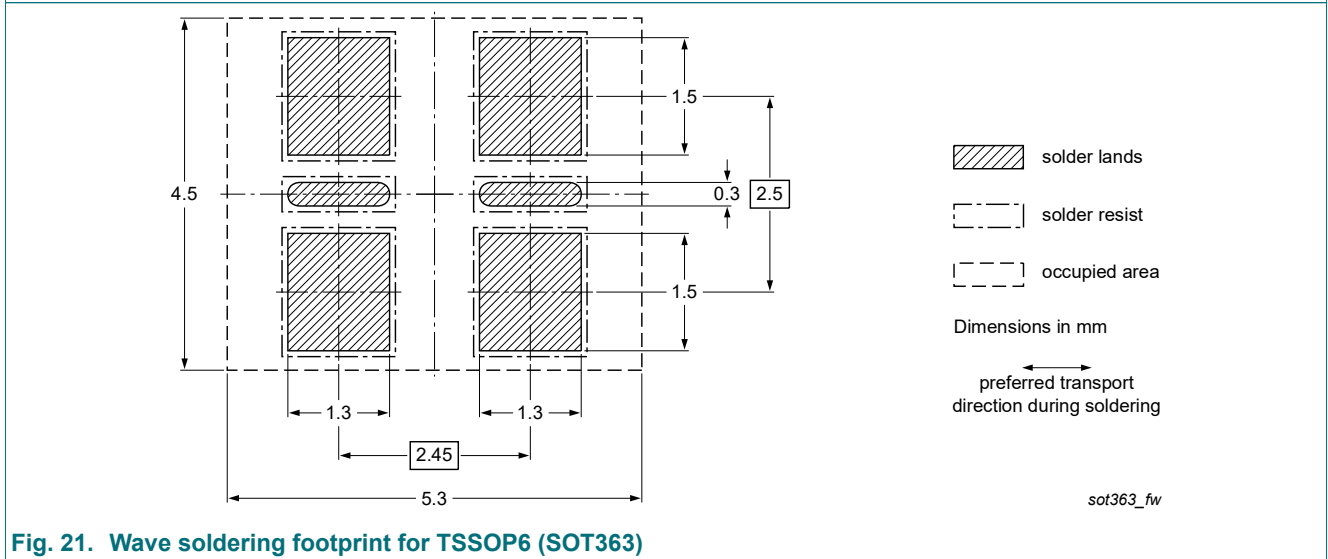 1.5
4.5
0.3
2.5
1.5
1.3
1.3
2.45
5.3
solder lands
solder resist
occupied area
Dimensions in mm
preferred transport
direction during soldering
sot363_fw
Fig. 21. Wave soldering footprint for TSSOP6 (SOT363)